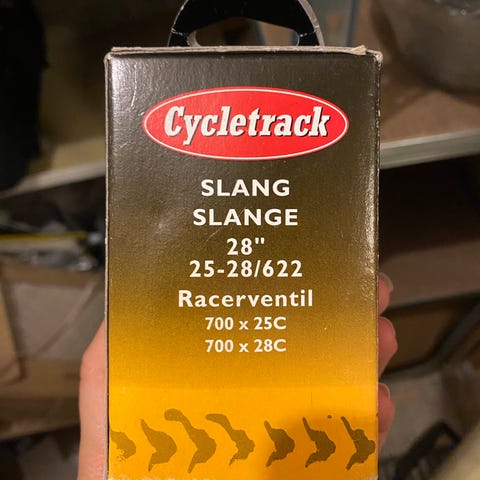 Cycletrack
SLANG
SLANGE
28"
25-28/622
Racerventil
700 x 25C
700 x 28C